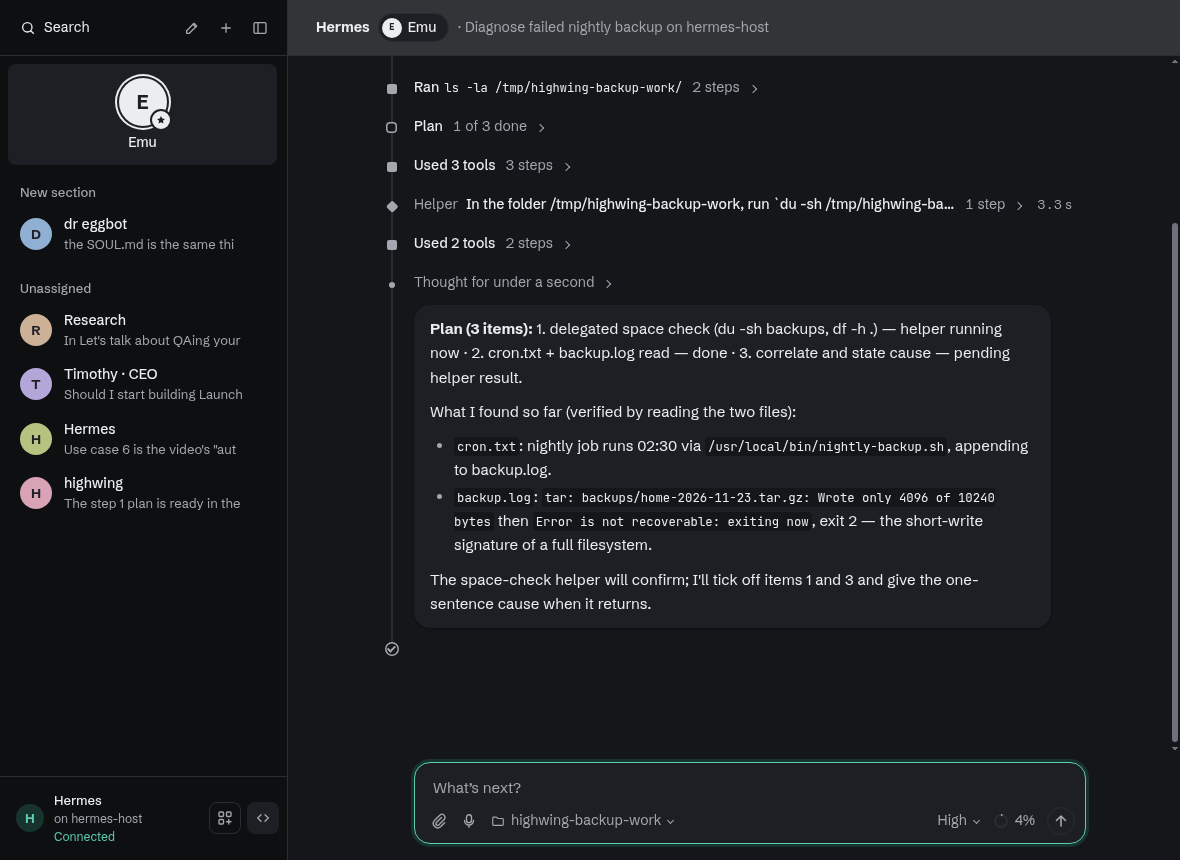 Search
E
Emu
New section
D
dr eggbot
the SOUL.md is the same thi
Unassigned
R
Research
In Let's talk about QAing your
T
Timothy · CEO
Should I start building Launch
H
Hermes
Use case 6 is the video's "aut
H
highwing
The step 1 plan is ready in the
H
Hermes
on hermes-host
Connected
Hermes E Emu · Diagnose failed nightly backup on hermes-host
Ran ls -la /tmp/highwing-backup-work/ 2 steps
Plan 1 of 3 done
Used 3 tools 3 steps
Helper In the folder /tmp/highwing-backup-work, run `du -sh /tmp/highwing-ba... 1 step 3.3 s
Used 2 tools 2 steps
Thought for under a second
Plan (3 items): 1. delegated space check (du -sh backups, df -h .) — helper running
now · 2. cron.txt + backup.log read — done · 3. correlate and state cause — pending
helper result.
What I found so far (verified by reading the two files):
• cron.txt: nightly job runs 02:30 via /usr/local/bin/nightly-backup.sh, appending
to backup.log.
• backup.log: tar: backups/home-2026-11-23.tar.gz: Wrote only 4096 of 10240
bytes then Error is not recoverable: exiting now, exit 2 — the short-write
signature of a full filesystem.
The space-check helper will confirm; I'll tick off items 1 and 3 and give the one-
sentence cause when it returns.
What's next?
highwing-backup-work High 4%